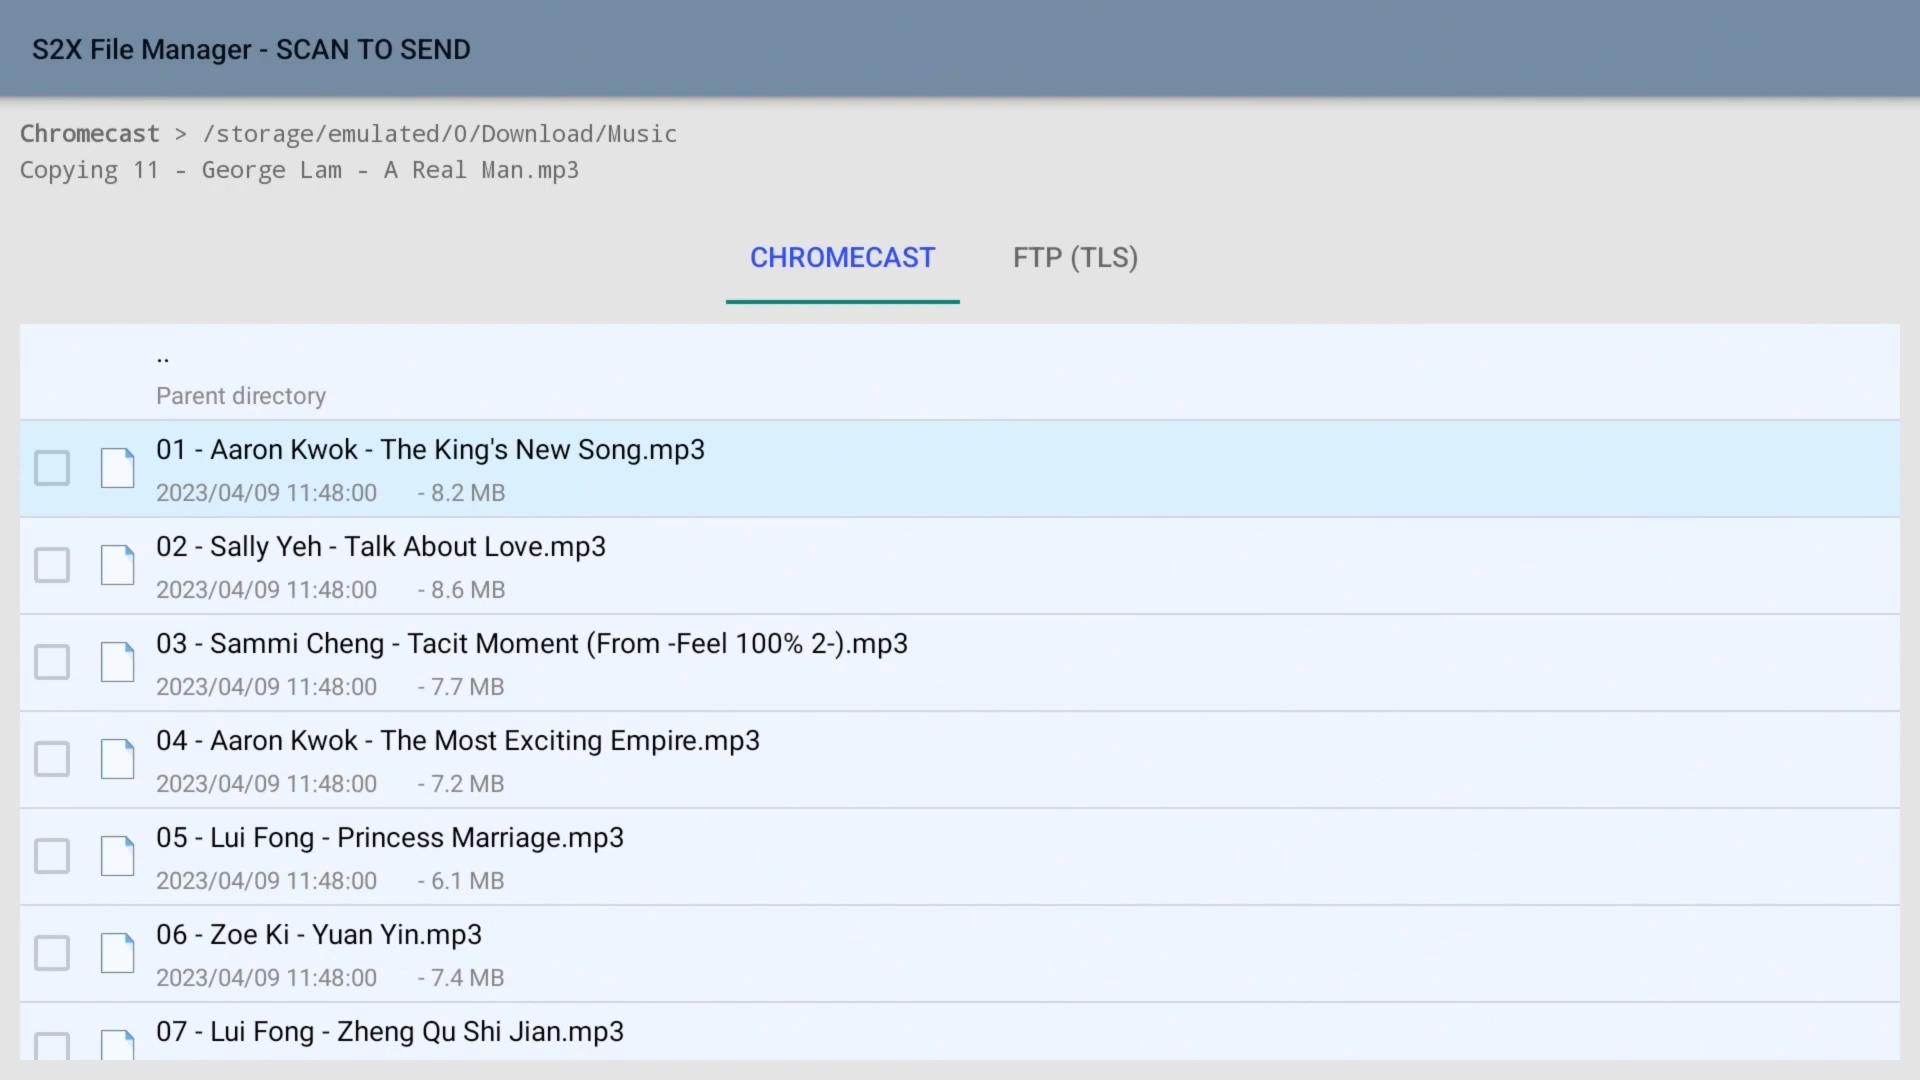 S2X File Manager - SCAN TO SEND
Chromecast > /storage/emulated/0/Download/Music
Copying 11 - George Lam - A Real Man.mp3
CHROMECAST FTP (TLS)
..
Parent directory
01 - Aaron Kwok - The King's New Song.mp3
2023/04/09 11:48:00 - 8.2 MB
02 - Sally Yeh - Talk About Love.mp3
2023/04/09 11:48:00 - 8.6 MB
03 - Sammi Cheng - Tacit Moment (From -Feel 100% 2-).mp3
2023/04/09 11:48:00 - 7.7 MB
04 - Aaron Kwok - The Most Exciting Empire.mp3
2023/04/09 11:48:00 - 7.2 MB
05 - Lui Fong - Princess Marriage.mp3
2023/04/09 11:48:00 - 6.1 MB
06 - Zoe Ki - Yuan Yin.mp3
2023/04/09 11:48:00 - 7.4 MB
07 - Lui Fong - Zheng Qu Shi Jian.mp3